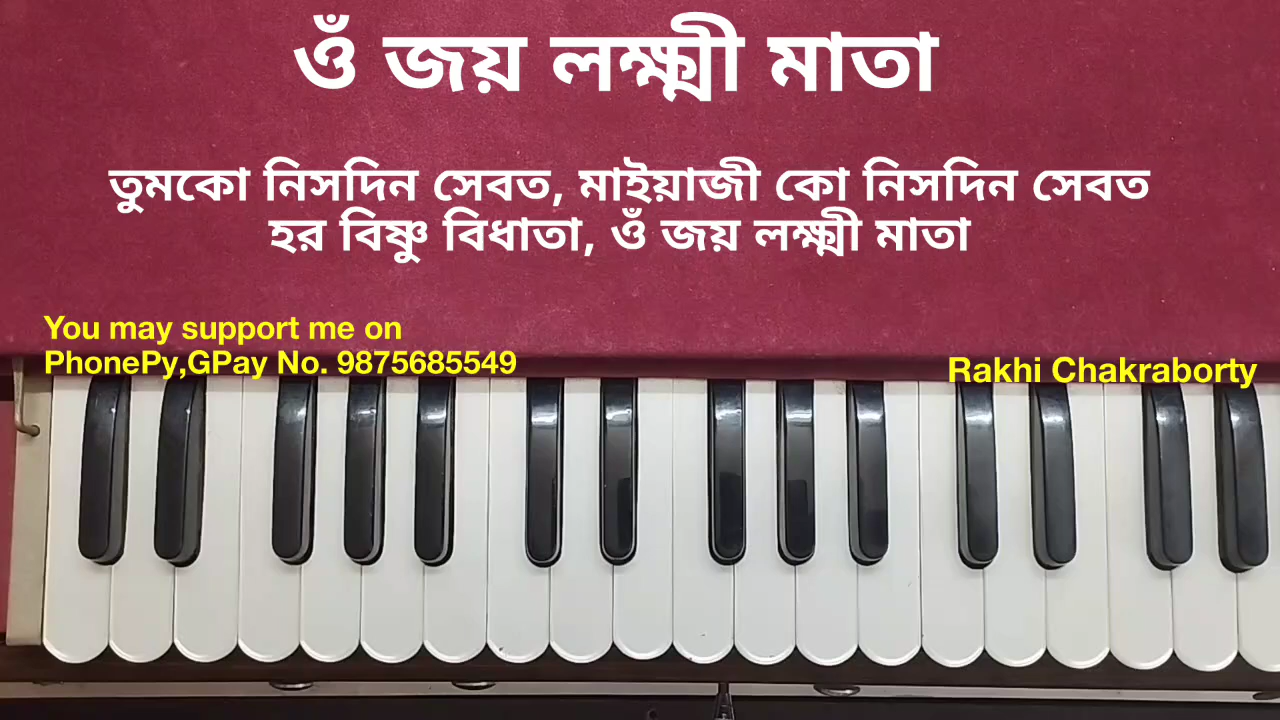 ওঁ জয় লক্ষ্মী মাতা
তুমকো নিসদিন সেবত, মাইয়াজী কো নিসদিন সেবত
হর বিষ্ণু বিধাতা, ওঁ জয় লক্ষ্মী মাতা
You may support me on
PhonePy,GPay No. 9875685549
Rakhi Chakraborty